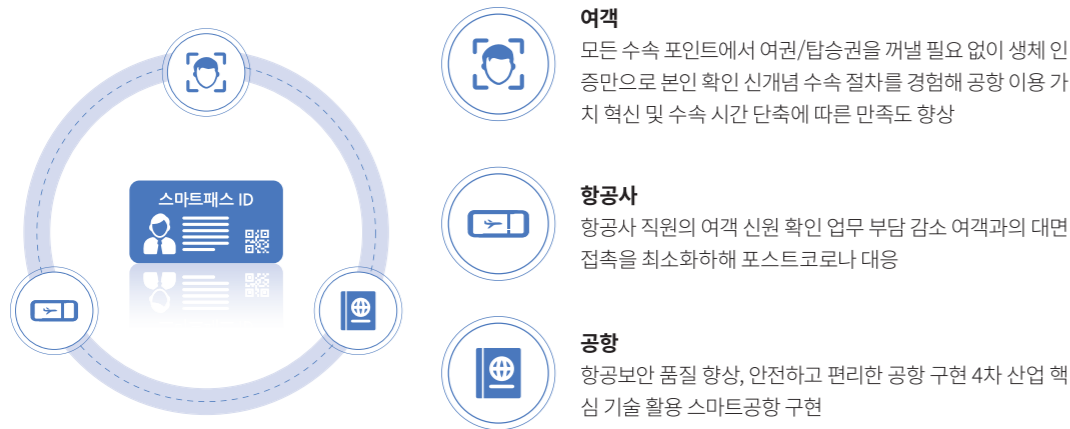 스마트패스 ID
여객
모든 수속 포인트에서 여권/탑승권을 꺼낼 필요 없이 생체 인
증만으로 본인 확인 신개념 수속 절차를 경험해 공항 이용 가
치 혁신 및 수속 시간 단축에 따른 만족도 향상
항공사
항공사 직원의 여객 신원 확인 업무 부담 감소 여객과의 대면
접촉을 최소화하해 포스트코로나 대응
공항
항공보안 품질 향상, 안전하고 편리한 공항 구현 4차 산업 핵
심 기술 활용 스마트공항 구현